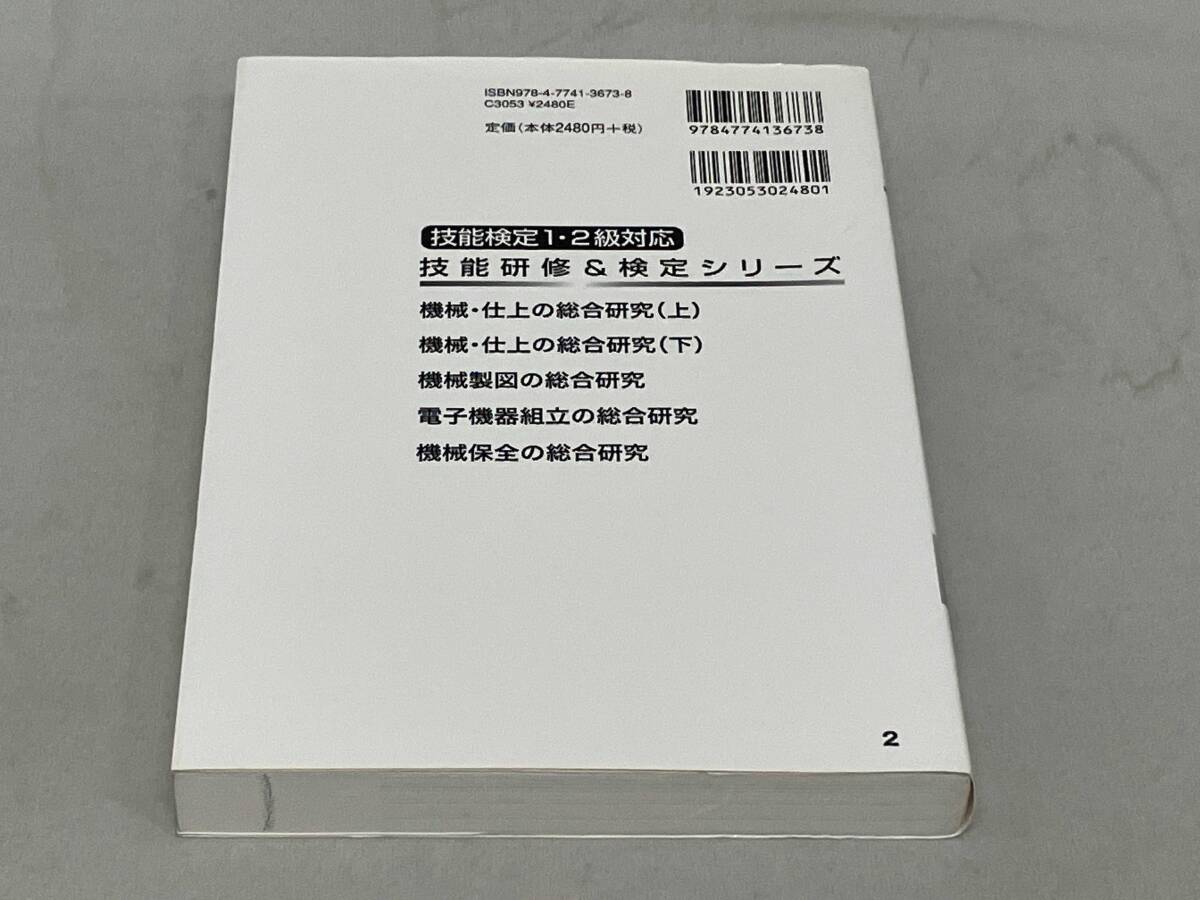 ISBN978-4-7741-3673-8
C3053 ¥2480E
定価(本体2480円+税)
9784774136738
1923053024801
技能検定1・2級対応
技能研修&検定シリーズ
機械・仕上の総合研究(上)
機械・仕上の総合研究(下)
機械製図の総合研究
電子機器組立の総合研究
機械保全の総合研究
2